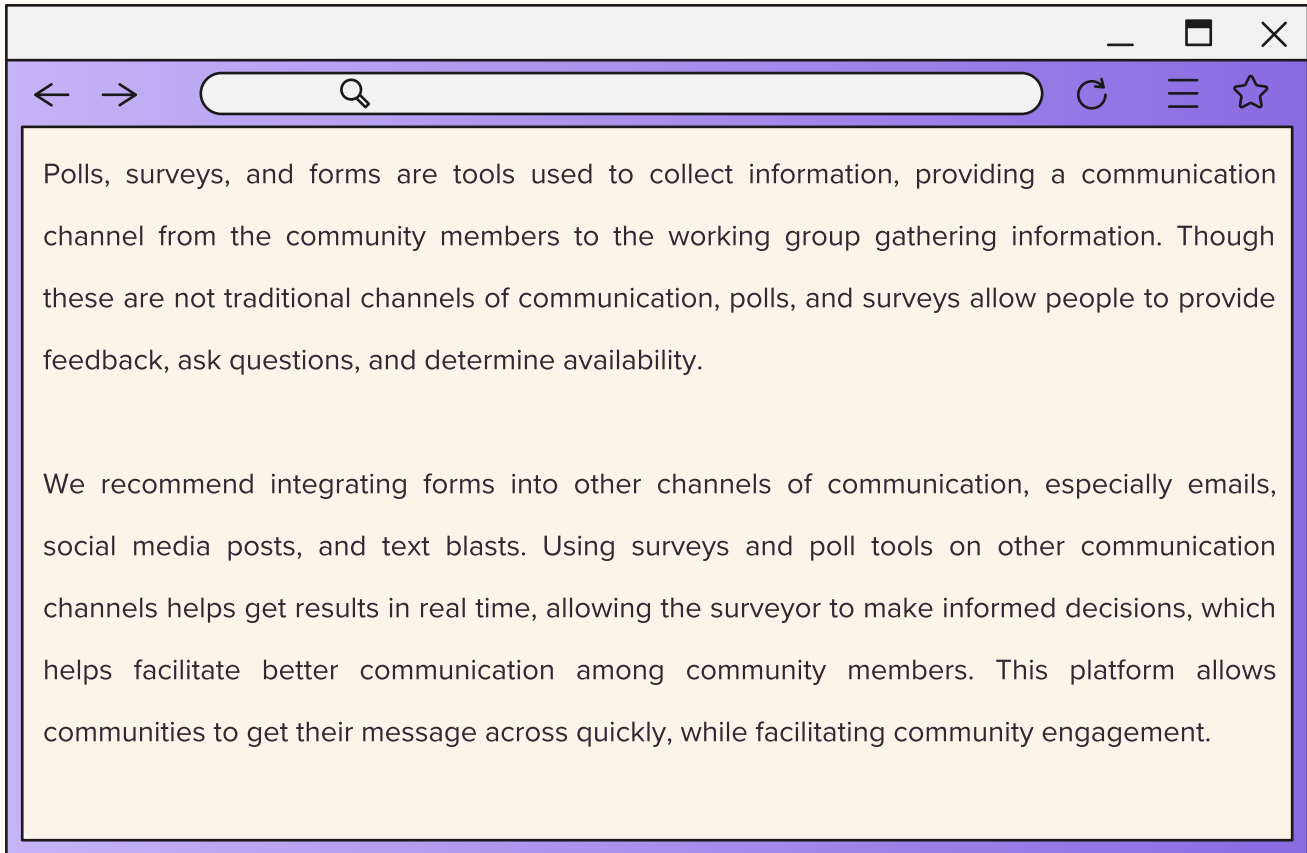 Polls, surveys, and forms are tools used to collect information, providing a communication
channel from the community members to the working group gathering information. Though
these are not traditional channels of communication, polls, and surveys allow people to provide
feedback, ask questions, and determine availability.
We recommend integrating forms into other channels of communication, especially emails,
social media posts, and text blasts. Using surveys and poll tools on other communication
channels helps get results in real time, allowing the surveyor to make informed decisions, which
helps facilitate better communication among community members. This platform allows
communities to get their message across quickly, while facilitating community engagement.